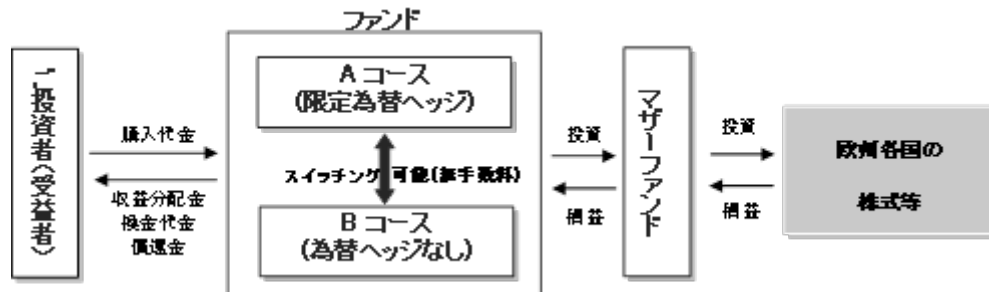 ファンド
投資者(受益者)
購入代金
収益分配金
換金代金
償還金
Aコース
(限定為替ヘッジ)
スイッチング 可能(無手数料)
Bコース
(為替ヘッジなし)
投資
損益
マザーファンド
投資
損益
欧州各国の
株式等